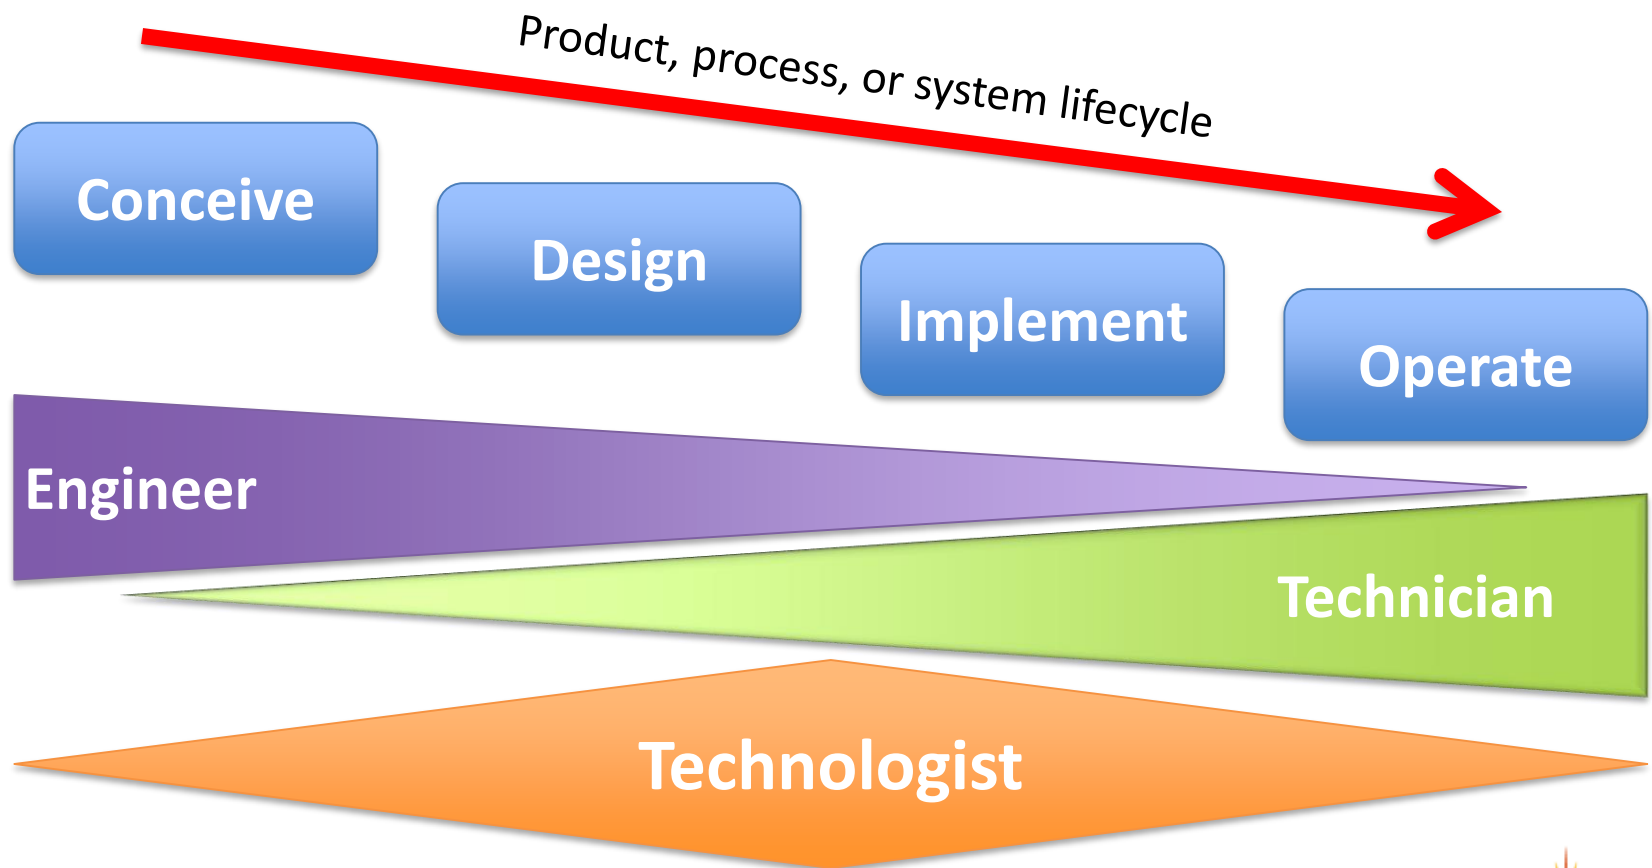 Product, process, or system lifecycle
Conceive
Design
Implement
Operate
Engineer
Technician
Technologist